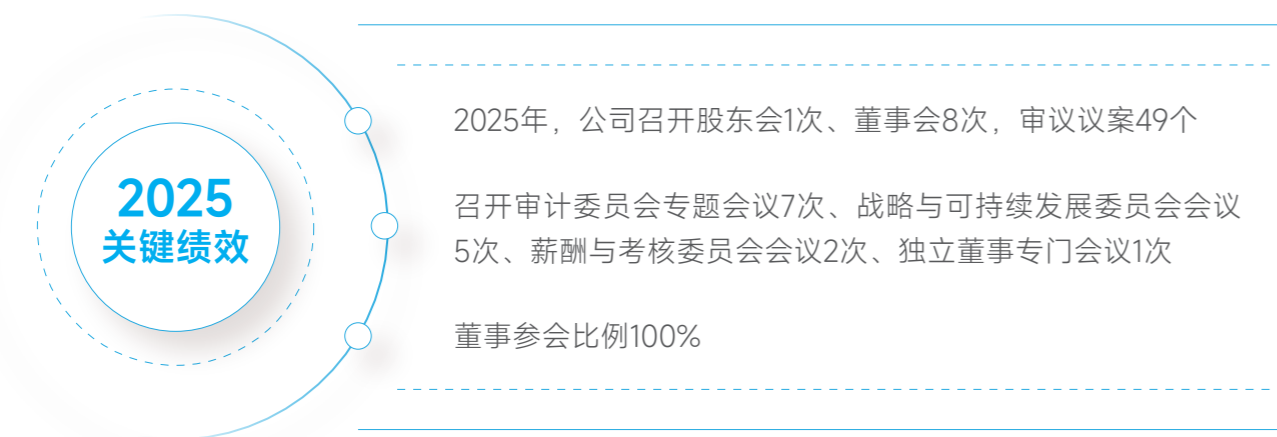 2025
关键绩效
2025年，公司召开股东会1次、董事会8次，审议议案49个
召开审计委员会专题会议7次、战略与可持续发展委员会会议
5次、薪酬与考核委员会会议2次、独立董事专门会议1次
董事参会比例100%